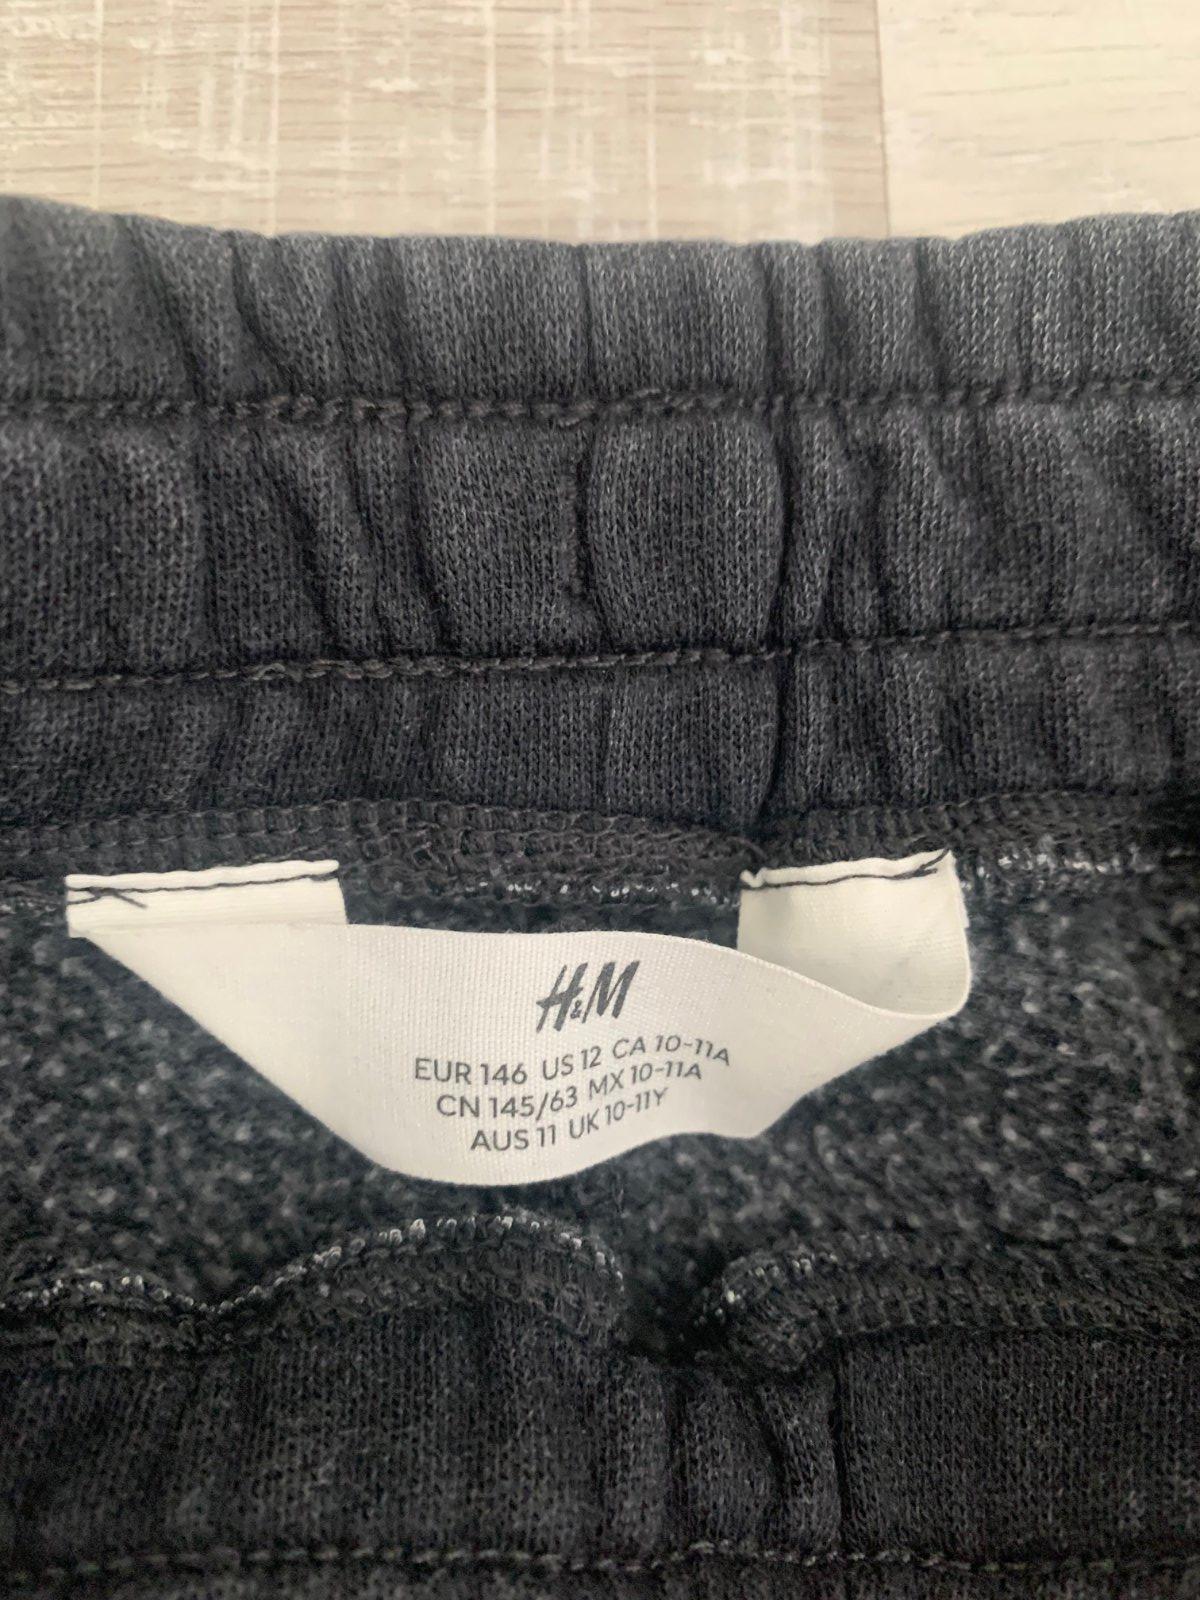 H&M
EUR 146 US 12 CA 10-11A
CN 145/63 MX 10-11A
AUS 11 UK 10-11Y